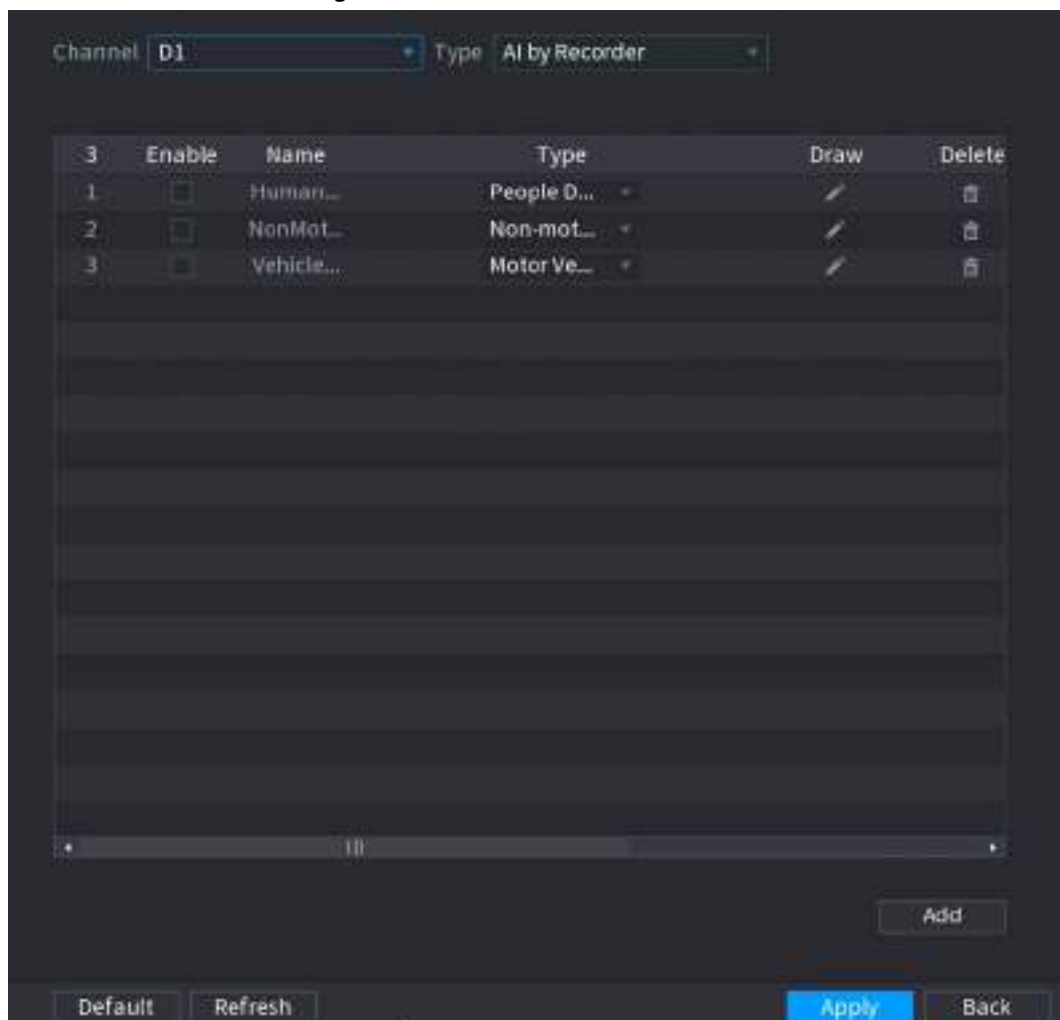 Channel D1 Type AI by Recorder
3 Enable Name Type Draw Delete
1 Human... People D...
2 NonMot... Non-mot...
3 Vehicle... Motor Ve...
Add
Default Refresh Apply Back